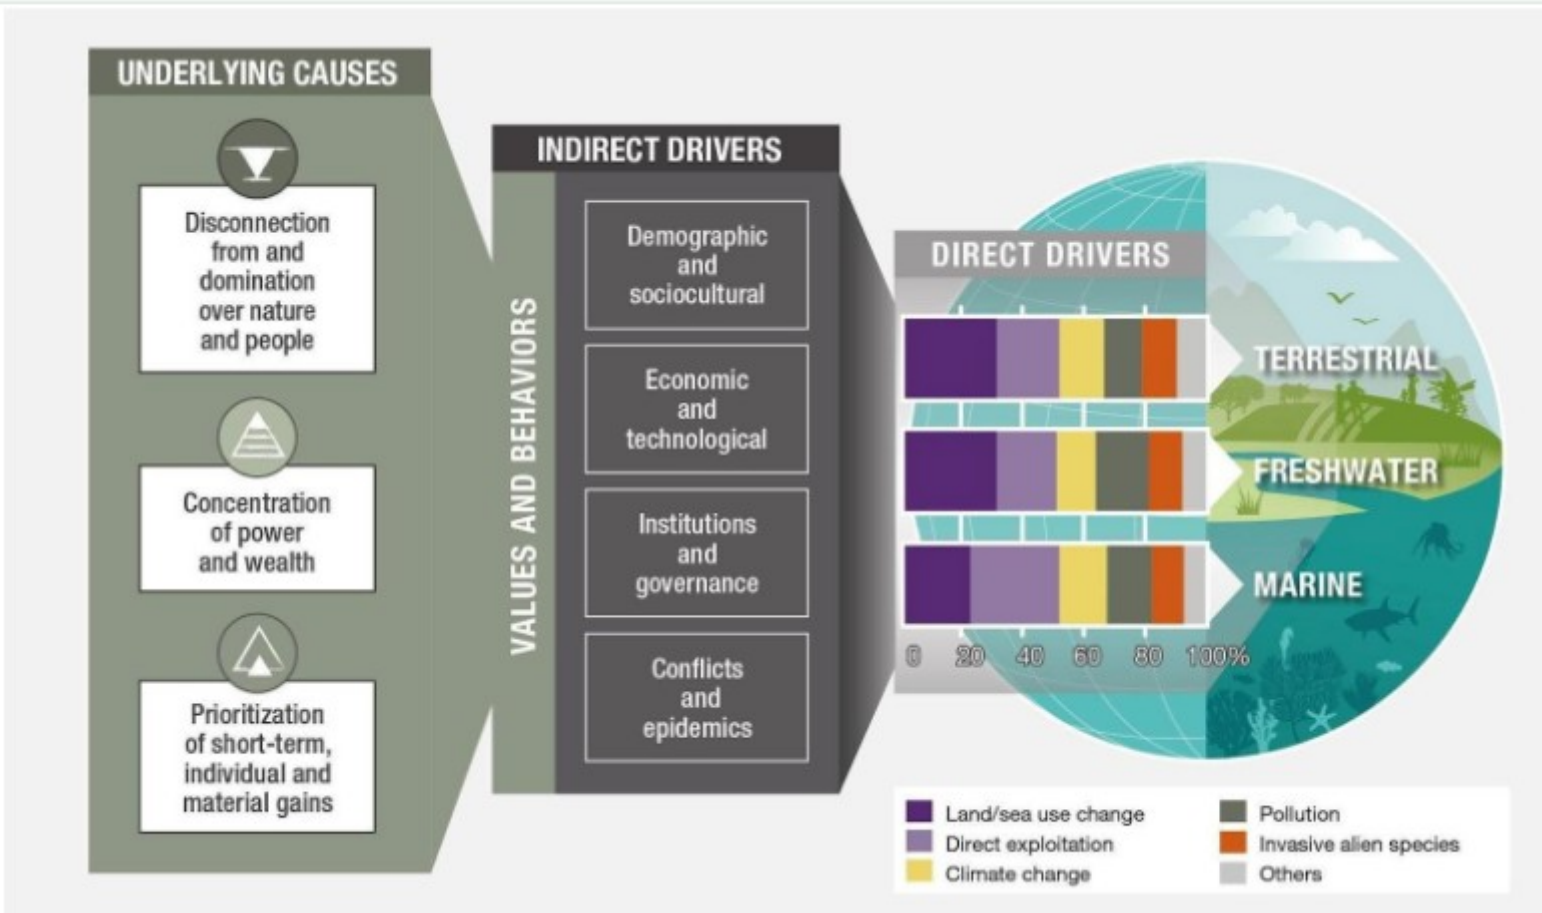 UNDERLYING CAUSES
Disconnection
from and
domination
over nature
and people
Concentration
of power
and wealth
Prioritization
of short-term,
individual and
material gains
INDIRECT DRIVERS
VALUES AND BEHAVIORS
Demographic
and
sociocultural
Economic
and
technological
Institutions
and
governance
Conflicts
and
epidemics
DIRECT DRIVERS
TERRESTRIAL
FRESHWATER
MARINE
0 20 40 60 80 100%
Land/sea use change
Direct exploitation
Climate change
Pollution
Invasive alien species
Others